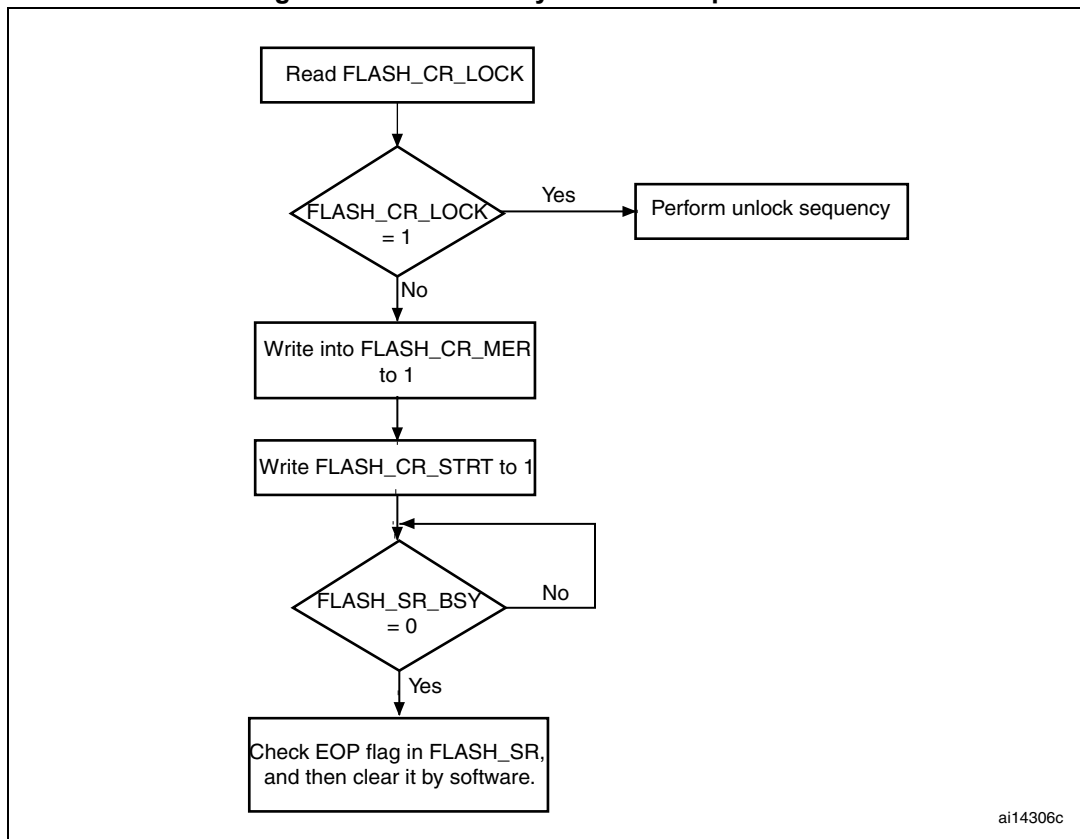 Read FLASH_CR_LOCK
FLASH_CR_LOCK
= 1
Yes
Perform unlock sequency
No
Write into FLASH_CR_MER
to 1
Write FLASH_CR_STRT to 1
FLASH_SR_BSY
= 0
No
Yes
Check EOP flag in FLASH_SR,
and then clear it by software.
ai14306c